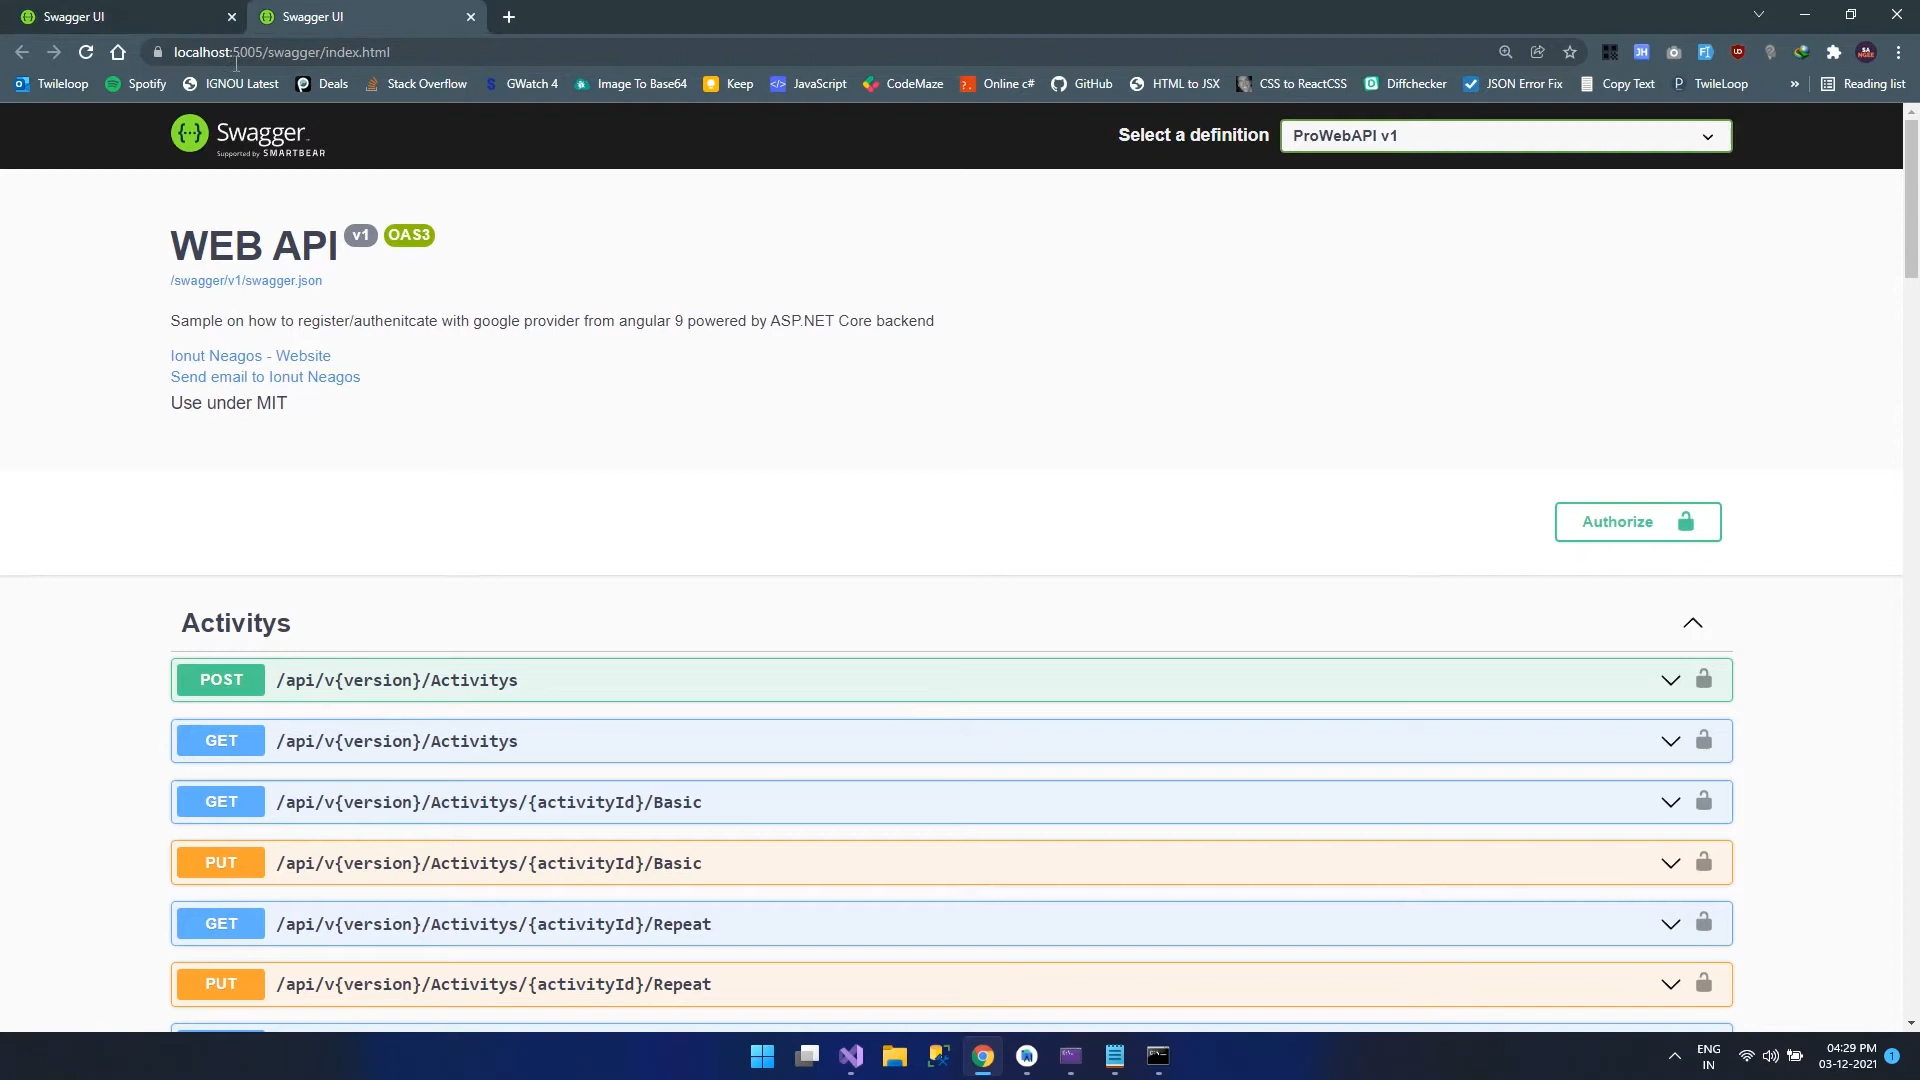 Swagger UI
Swagger UI
localhost:5005/swagger/index.html
Twileloop
Spotify
IGNOU Latest
Deals
Stack Overflow
GWatch 4
Image To Base64
Keep
JavaScript
CodeMaze
Online c#
GitHub
HTML to JSX
CSS to ReactCSS
Diffchecker
JSON Error Fix
Copy Text
TwileLoop
»
Reading list
Swagger
Supported by SMARTBEAR
Select a definition
ProWebAPI v1
WEB API v1 OAS3
/swagger/v1/swagger.json
Sample on how to register/authenitcate with google provider from angular 9 powered by ASP.NET Core backend
Ionut Neagos - Website
Send email to Ionut Neagos
Use under MIT
Authorize
Activitys
POST /api/v{version}/Activitys
GET /api/v{version}/Activitys
GET /api/v{version}/Activitys/{activityId}/Basic
PUT /api/v{version}/Activitys/{activityId}/Basic
GET /api/v{version}/Activitys/{activityId}/Repeat
PUT /api/v{version}/Activitys/{activityId}/Repeat
ENG
IN
04:29 PM
03-12-2021
1